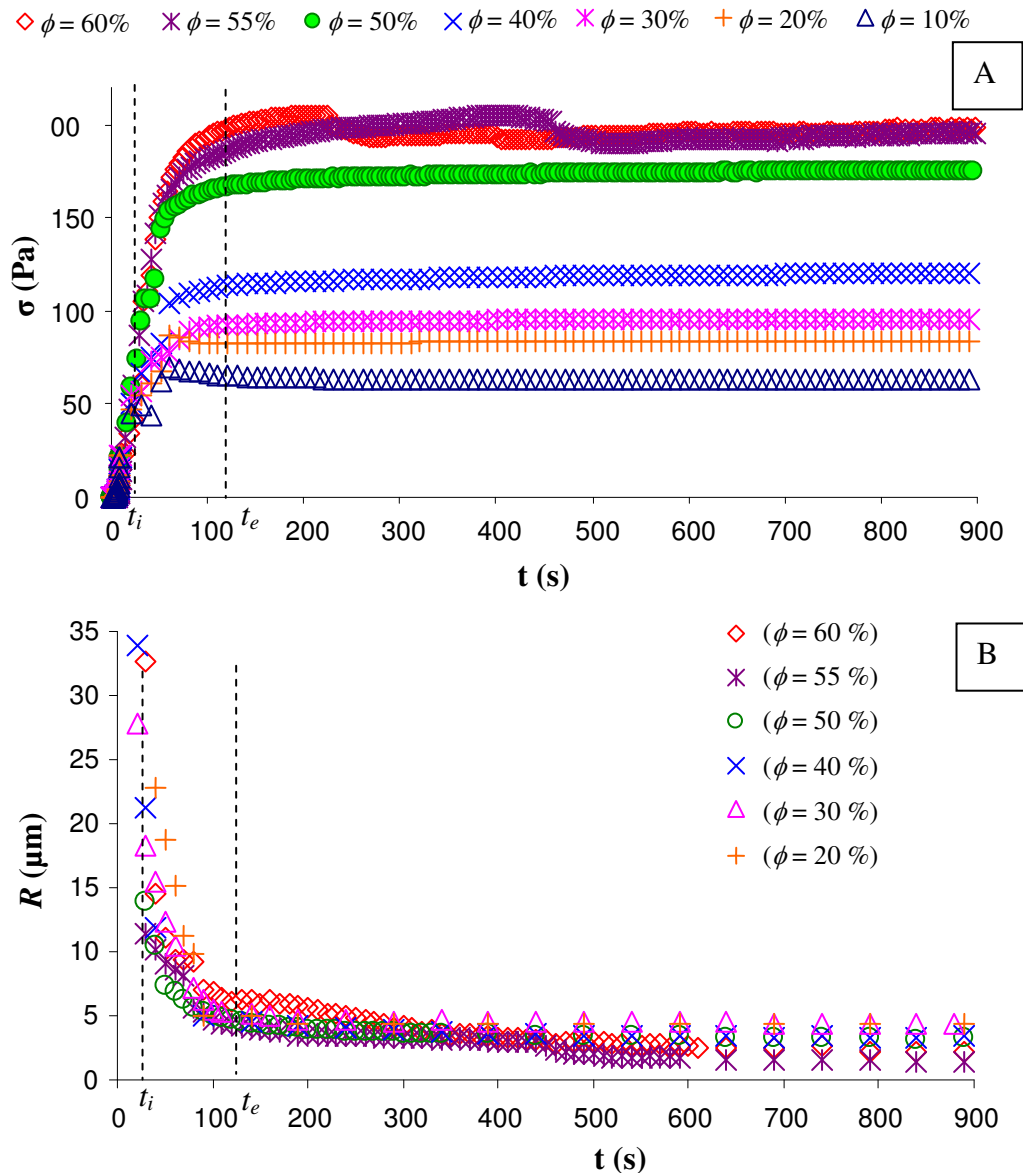 ϕ = 60% ϕ = 55% ϕ = 50% ϕ = 40% ϕ = 30% ϕ = 20% ϕ = 10%
A
00
150
100
50
0
σ (Pa)
t_i t_e
0 100 200 300 400 500 600 700 800 900
t (s)
B
35
30
25
20
15
10
5
0
R (μm)
(ϕ = 60 %)
(ϕ = 55 %)
(ϕ = 50 %)
(ϕ = 40 %)
(ϕ = 30 %)
(ϕ = 20 %)
t_i t_e
0 100 200 300 400 500 600 700 800 900
t (s)